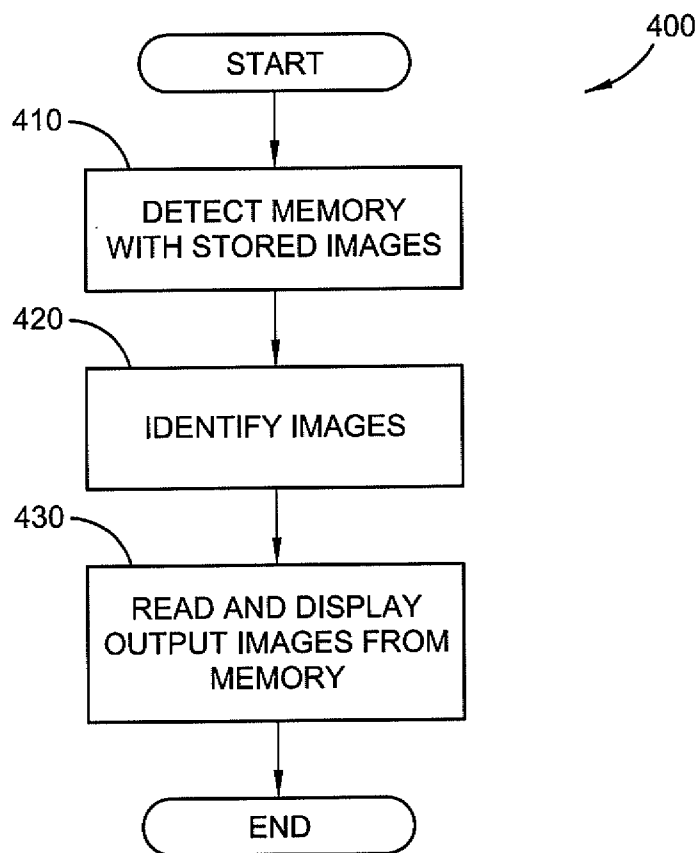 400
START
410
DETECT MEMORY
WITH STORED IMAGES
420
IDENTIFY IMAGES
430
READ AND DISPLAY
OUTPUT IMAGES FROM
MEMORY
END